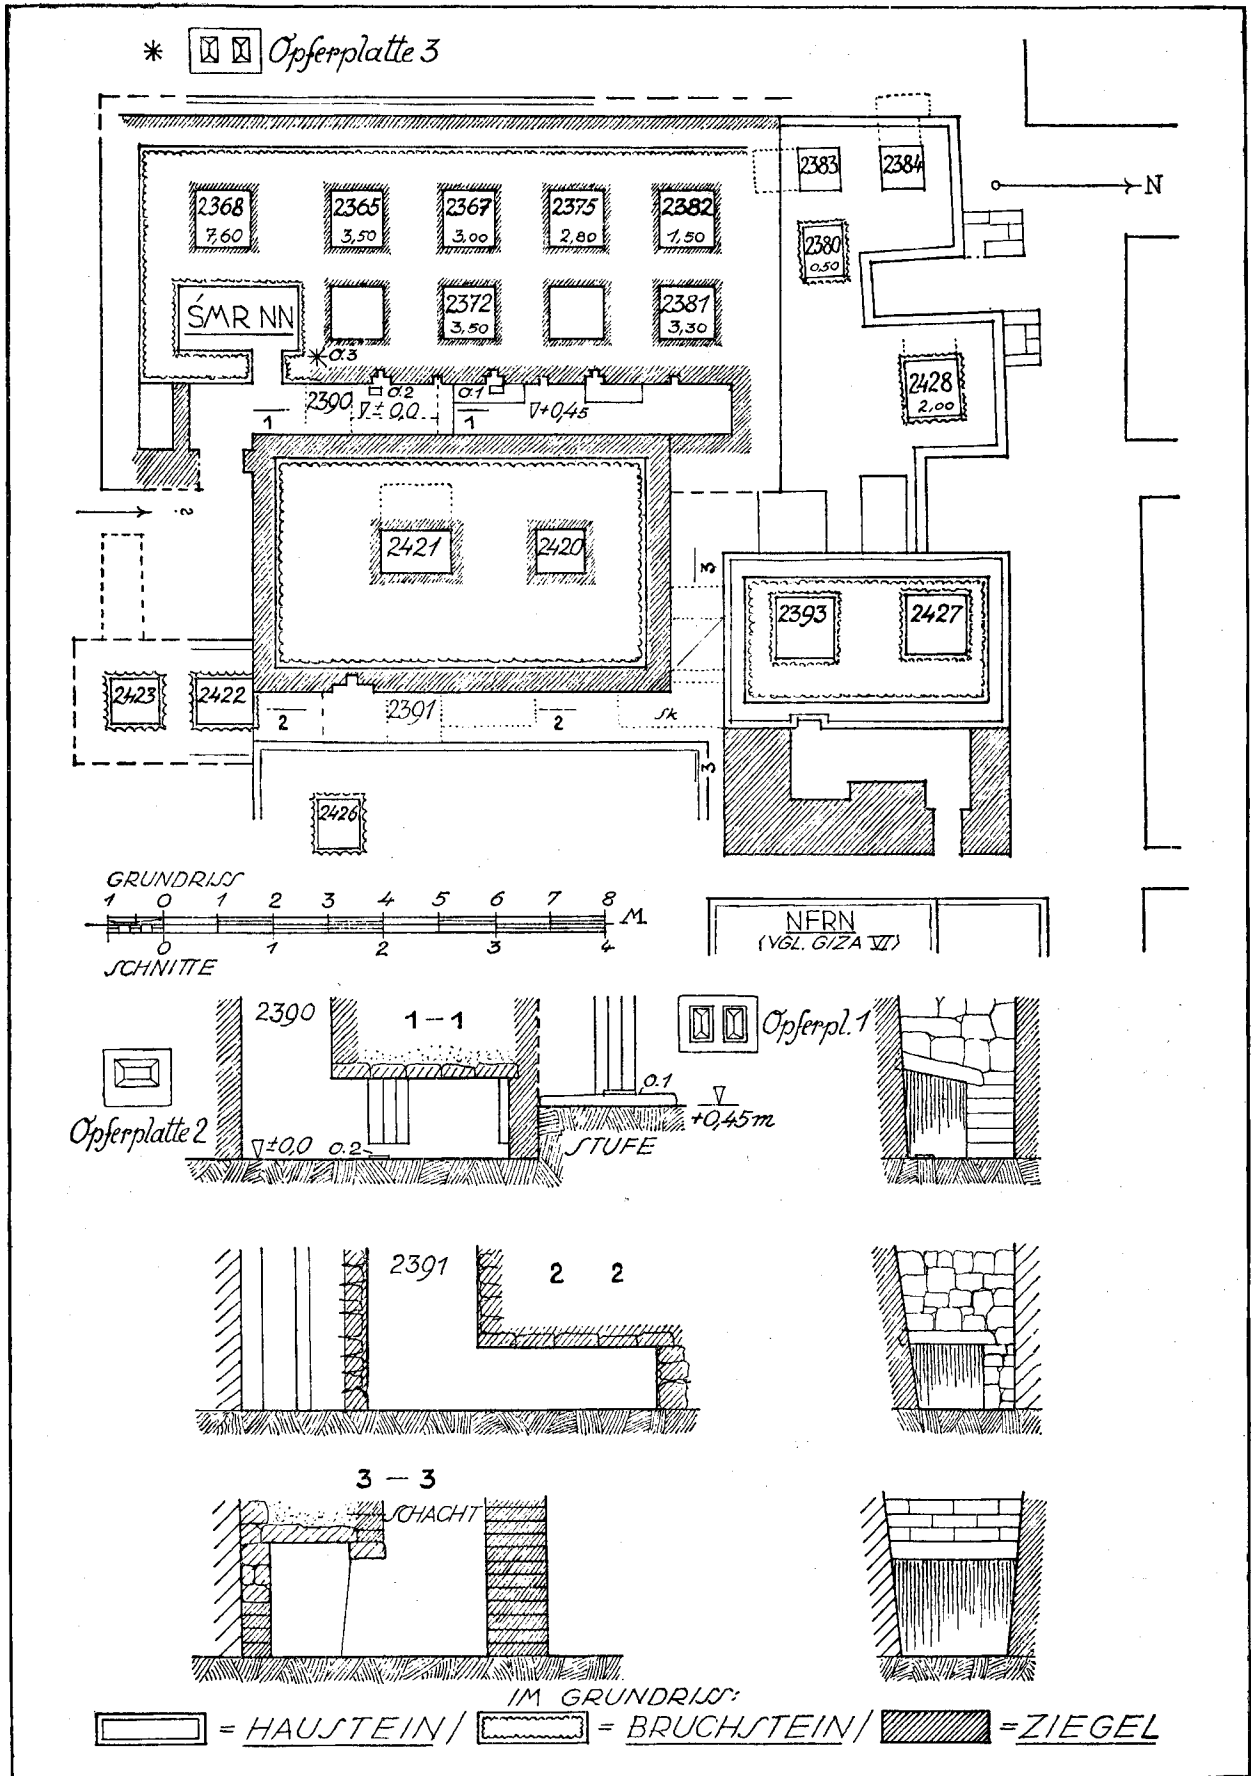 * Opferplatte 3
2383 2384
N
2368 2365 2367 2375 2382
7,60 3,50 3,00 2,80 1,50
2380
0,50
ŚMR NN
2372 2381
3,50 3,30
O.3
2428
2,00
2390 O.2 O.1
1 ∇±0,0 1 ∇+0,45
?
2421 2420
3
2393 2427
2423 2422
2 2391 2 Sk
3
2426
GRUNDRISS
1 0 1 2 3 4 5 6 7 8 M.
0 1 2 3 4
SCHNITTE
NFRN
(VGL. GIZA VI)
2390 1–1
Opferpl. 1
O.1
∇
+0,45m
Opferplatte 2
∇±0,0 O.2 STUFE
2391 2 2
3 – 3
SCHACHT
IM GRUNDRISS:
= HAUSTEIN / = BRUCHSTEIN / = ZIEGEL